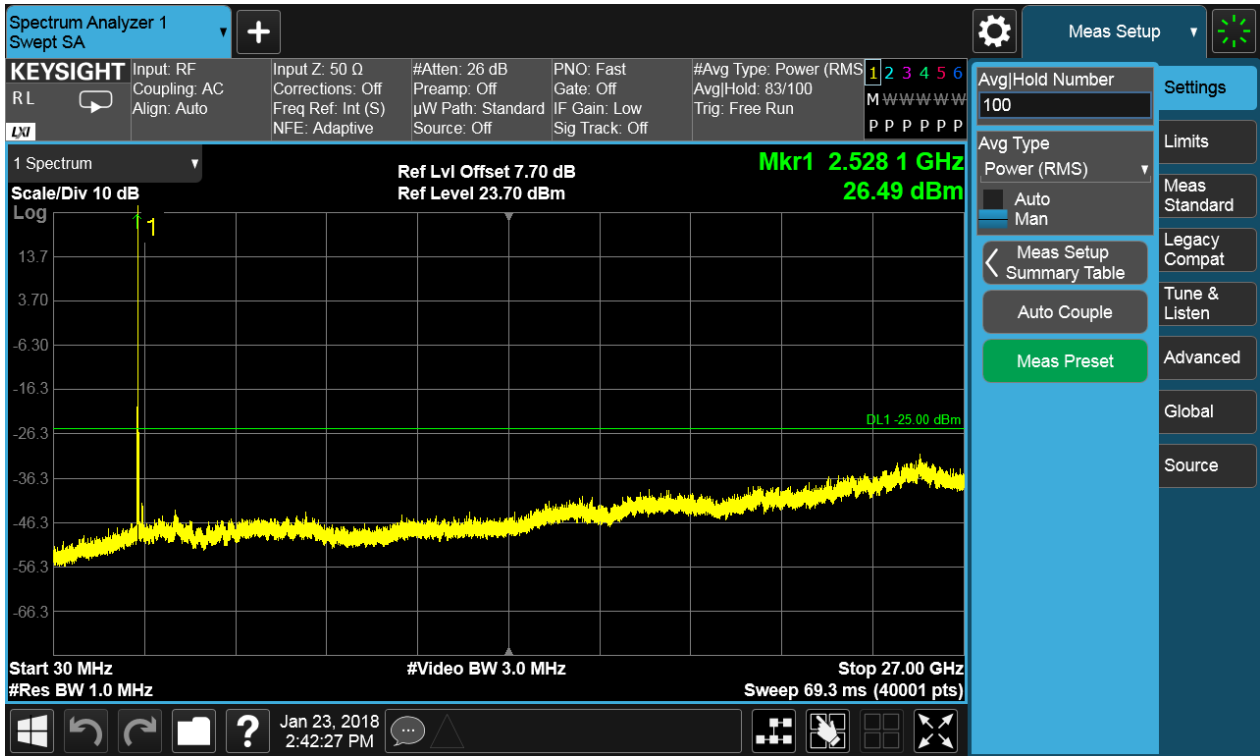 Spectrum Analyzer 1
Swept SA
+
Meas Setup
KEYSIGHT
R L
LXI
Input: RF
Coupling: AC
Align: Auto
Input Z: 50 Ω
Corrections: Off
Freq Ref: Int (S)
NFE: Adaptive
#Atten: 26 dB
Preamp: Off
µW Path: Standard
Source: Off
PNO: Fast
Gate: Off
IF Gain: Low
Sig Track: Off
#Avg Type: Power (RMS
Avg|Hold: 83/100
Trig: Free Run
1 2 3 4 5 6
M W W W W W
P P P P P P
1 Spectrum
Scale/Div 10 dB
Ref Lvl Offset 7.70 dB
Ref Level 23.70 dBm
Mkr1 2.528 1 GHz
26.49 dBm
Log
1
13.7
3.70
-6.30
-16.3
DL1 -25.00 dBm
-26.3
-36.3
-46.3
-56.3
-66.3
Start 30 MHz
#Video BW 3.0 MHz
Stop 27.00 GHz
#Res BW 1.0 MHz
Sweep 69.3 ms (40001 pts)
Avg|Hold Number
100
Avg Type
Power (RMS)
Auto
Man
Meas Setup
Summary Table
Auto Couple
Meas Preset
Settings
Limits
Meas
Standard
Legacy
Compat
Tune &
Listen
Advanced
Global
Source
?
Jan 23, 2018
2:42:27 PM